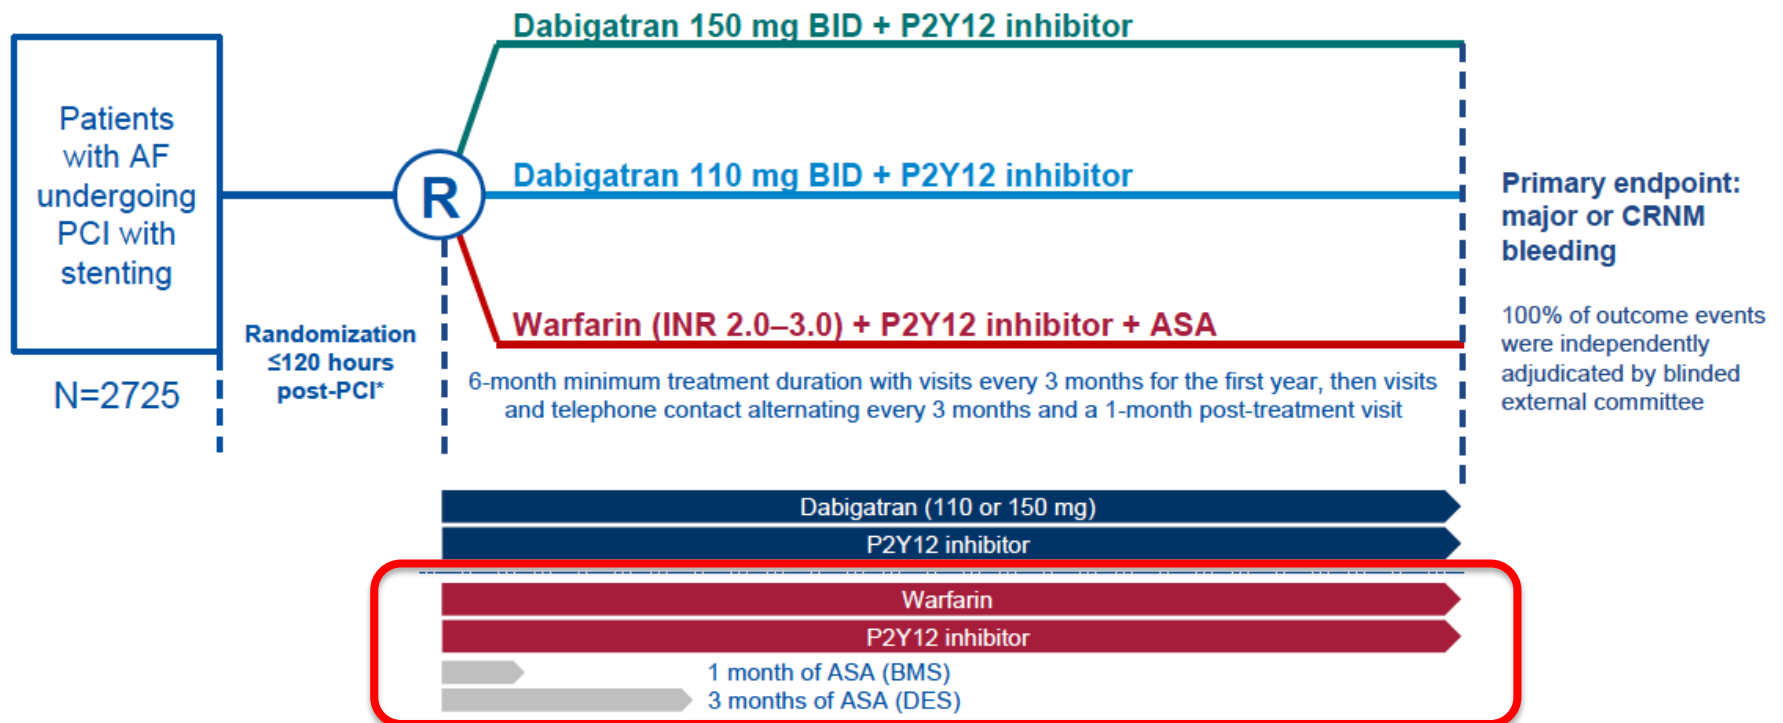 Dabigatran 150 mg BID + P2Y12 inhibitor
Patients
with AF
undergoing
PCI with
stenting
N=2725
Randomization
≤120 hours
post-PCI*
R
Dabigatran 110 mg BID + P2Y12 inhibitor
Warfarin (INR 2.0–3.0) + P2Y12 inhibitor + ASA
6-month minimum treatment duration with visits every 3 months for the first year, then visits
and telephone contact alternating every 3 months and a 1-month post-treatment visit
Primary endpoint:
major or CRNM
bleeding
100% of outcome events
were independently
adjudicated by blinded
external committee
Dabigatran (110 or 150 mg)
P2Y12 inhibitor
Warfarin
P2Y12 inhibitor
1 month of ASA (BMS)
3 months of ASA (DES)